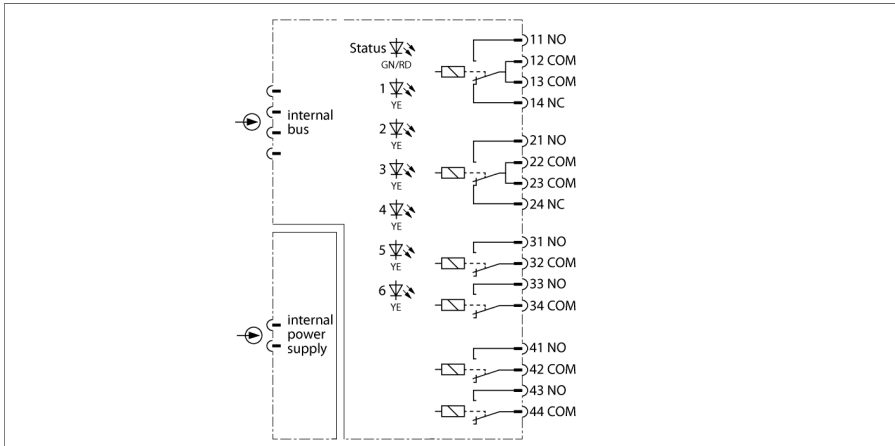 Status
GN/RD
1
YE
2
YE
3
YE
4
YE
5
YE
6
YE
internal
bus
internal
power
supply
11 NO
12 COM
13 COM
14 NC
21 NO
22 COM
23 COM
24 NC
31 NO
32 COM
33 NO
34 COM
41 NO
42 COM
43 NO
44 COM